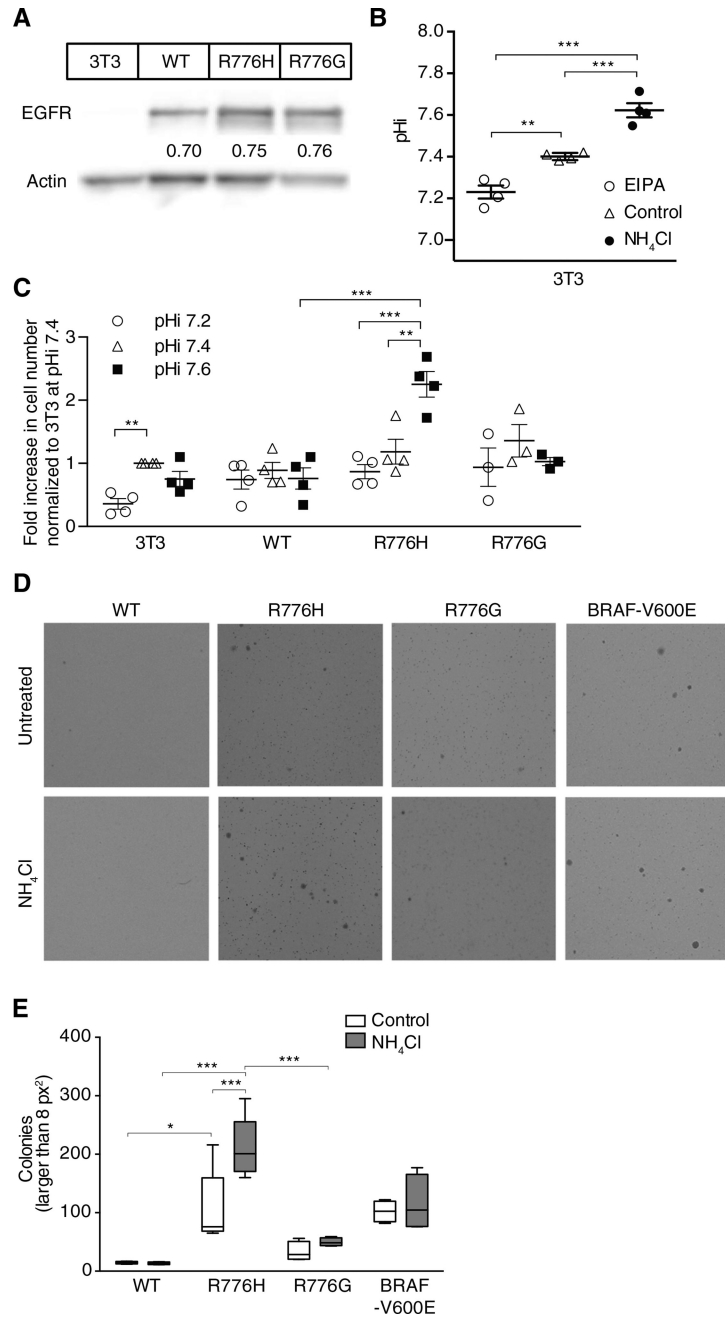 A
3T3 WT R776H R776G
EGFR
0.70 0.75 0.76
Actin
B
8.0
7.8
7.6
7.4
7.2
7.0
pHi
***
***
**
EIPA
Control
NH4Cl
3T3
C
Fold increase in cell number
normalized to 3T3 at pHi 7.4
3
2
1
0
pHi 7.2
pHi 7.4
pHi 7.6
**
***
***
**
3T3 WT R776H R776G
D
WT R776H R776G BRAF-V600E
Untreated
NH4Cl
E
Colonies
(larger than 8 px²)
400
300
200
100
0
Control
NH4Cl
*** ***
***
*
WT R776H R776G BRAF
-V600E